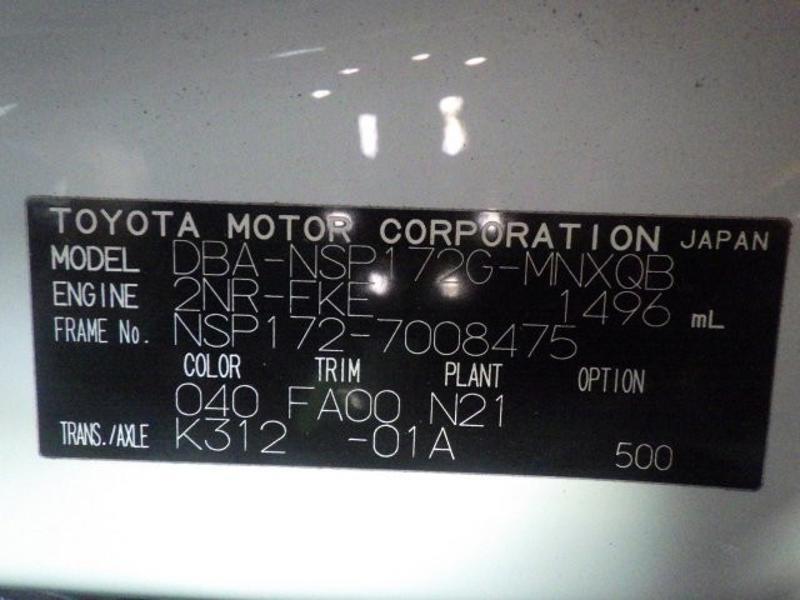 TOYOTA MOTOR CORPORATION JAPAN
MODEL DBA-NSP172G-MNXQB
ENGINE 2NR-FKE 1496 mL
FRAME No. NSP172-7008475
COLOR TRIM PLANT OPTION
040 FA00 N21
TRANS./AXLE K312 -01A 500